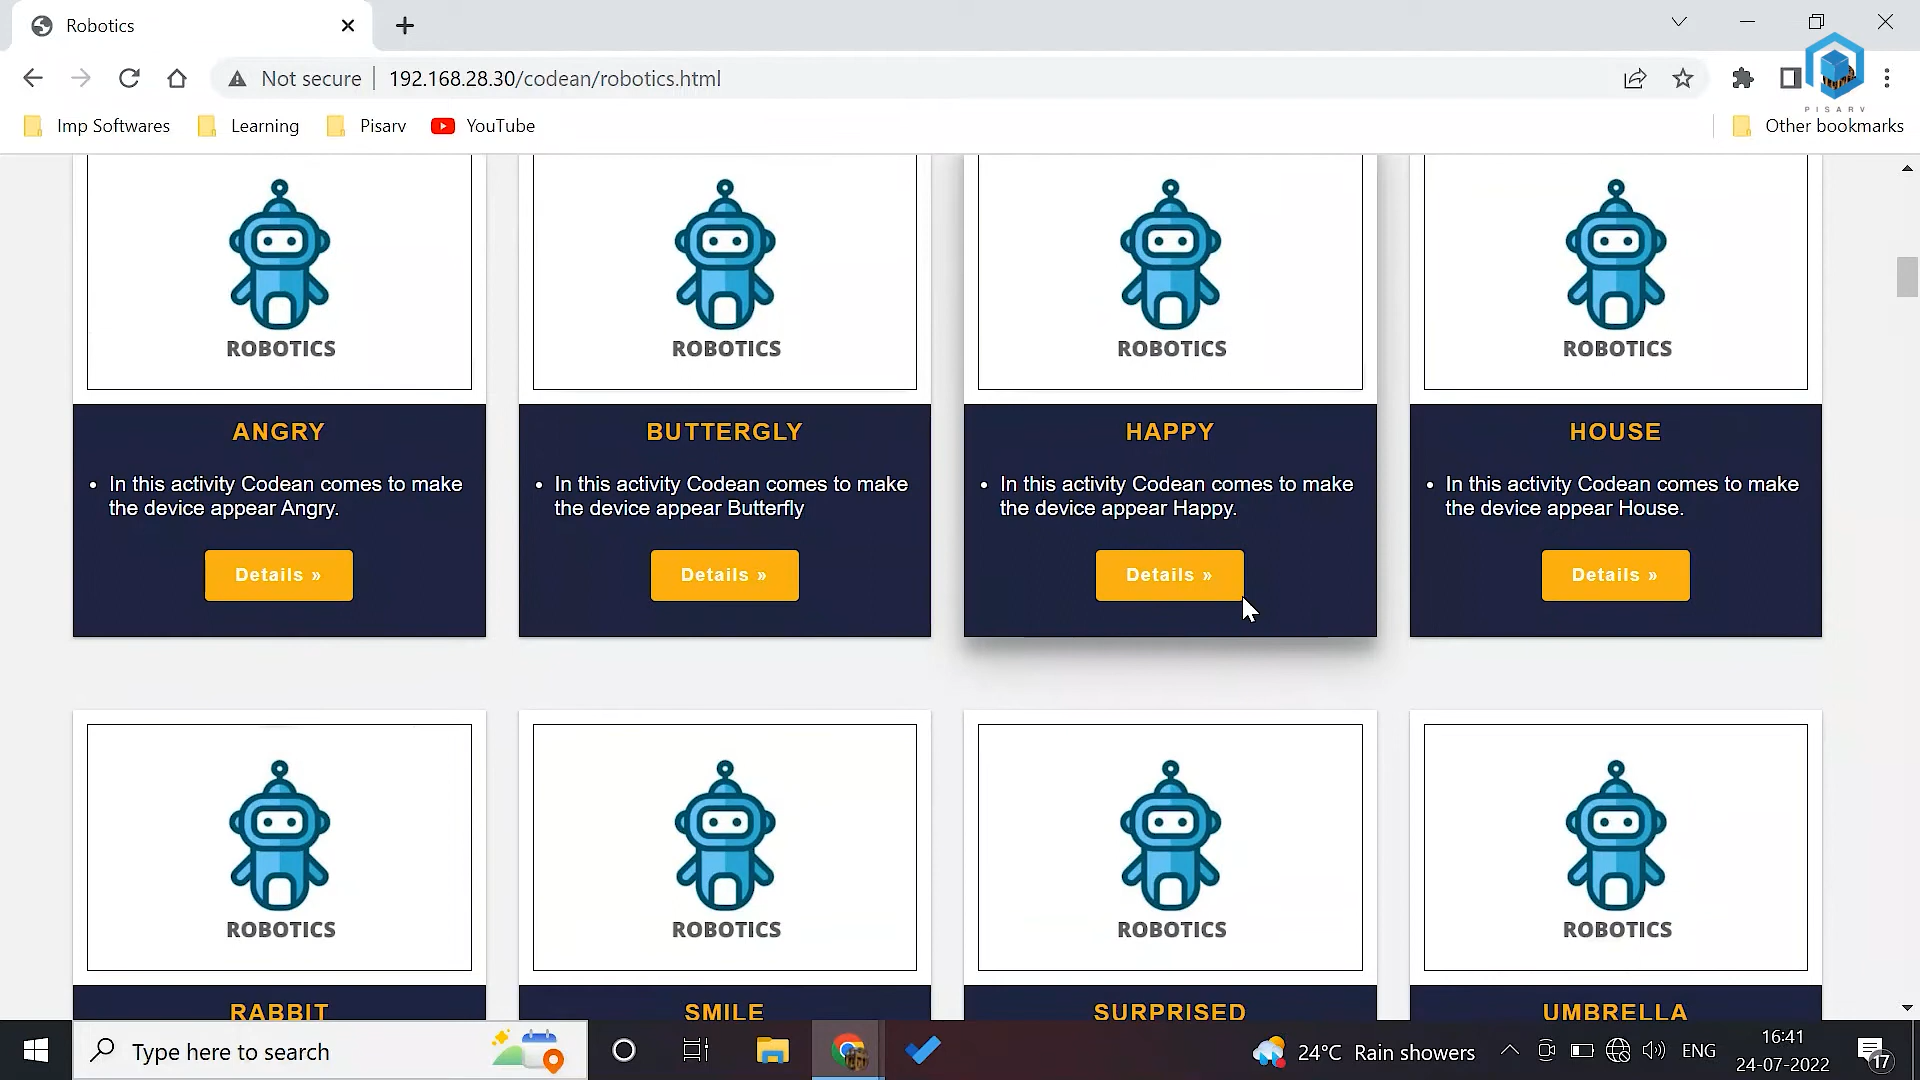 Robotics
Not secure
192.168.28.30/codean/robotics.html
PISARV
Imp Softwares
Learning
Pisarv
YouTube
Other bookmarks
ROBOTICS
ROBOTICS
ROBOTICS
ROBOTICS
ANGRY
In this activity Codean comes to make
the device appear Angry.
Details »
BUTTERGLY
In this activity Codean comes to make
the device appear Butterfly
Details »
HAPPY
In this activity Codean comes to make
the device appear Happy.
Details »
HOUSE
In this activity Codean comes to make
the device appear House.
Details »
ROBOTICS
ROBOTICS
ROBOTICS
ROBOTICS
RABBIT
SMILE
SURPRISED
UMBRELLA
Type here to search
24°C Rain showers
ENG
16:41
24-07-2022
17